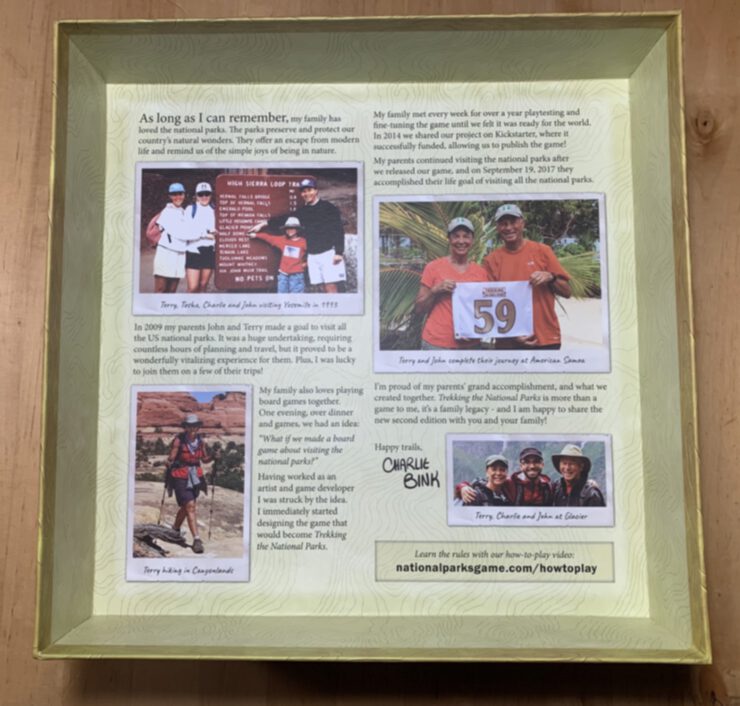 As long as I can remember, my family has
loved the national parks. The parks preserve and protect our
country's natural wonders. They offer an escape from modern
life and remind us of the simple joys of being in nature.
HIGH SIERRA LOOP TRA
VERNAL FALLS BRIDGE
TOP OF VERNAL FALLS
EMERALD POOL
TOP OF NEVADA FALLS
LITTLE YOSEMITE CAMP
GLACIER POINT
HALF DOME
CLOUDS REST
MERCED LAKE
TENAYA LAKE
TUOLUMNE MEADOWS
MOUNT WHITNEY
VIA JOHN MUIR TRAIL
NO PETS ON
Terry, Tosha, Charlie and John visiting Yosemite in 1993
In 2009 my parents John and Terry made a goal to visit all
the US national parks. It was a huge undertaking, requiring
countless hours of planning and travel, but it proved to be a
wonderfully vitalizing experience for them. Plus, I was lucky
to join them on a few of their trips!
My family also loves playing
board games together.
One evening, over dinner
and games, we had an idea:
"What if we made a board
game about visiting the
national parks?"
Having worked as an
artist and game developer
I was struck by the idea.
I immediately started
designing the game that
would become Trekking
the National Parks.
Terry hiking in Canyonlands
My family met every week for over a year playtesting and
fine-tuning the game until we felt it was ready for the world.
In 2014 we shared our project on Kickstarter, where it
successfully funded, allowing us to publish the game!
My parents continued visiting the national parks after
we released our game, and on September 19, 2017 they
accomplished their life goal of visiting all the national parks.
59
Terry and John complete their journey at American Samoa
I'm proud of my parents' grand accomplishment, and what we
created together. Trekking the National Parks is more than a
game to me, it's a family legacy - and I am happy to share the
new second edition with you and your family!
Happy trails,
CHARLIE
BINK
Terry, Charlie and John at Glacier
Learn the rules with our how-to-play video:
nationalparksgame.com/howtoplay